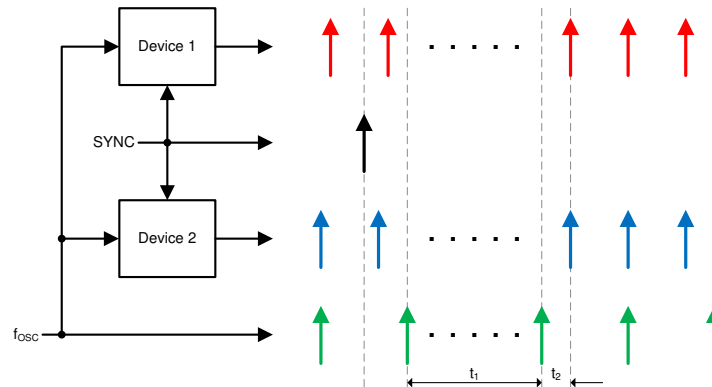 Device 1
SYNC
Device 2
fOSC
t1
t2